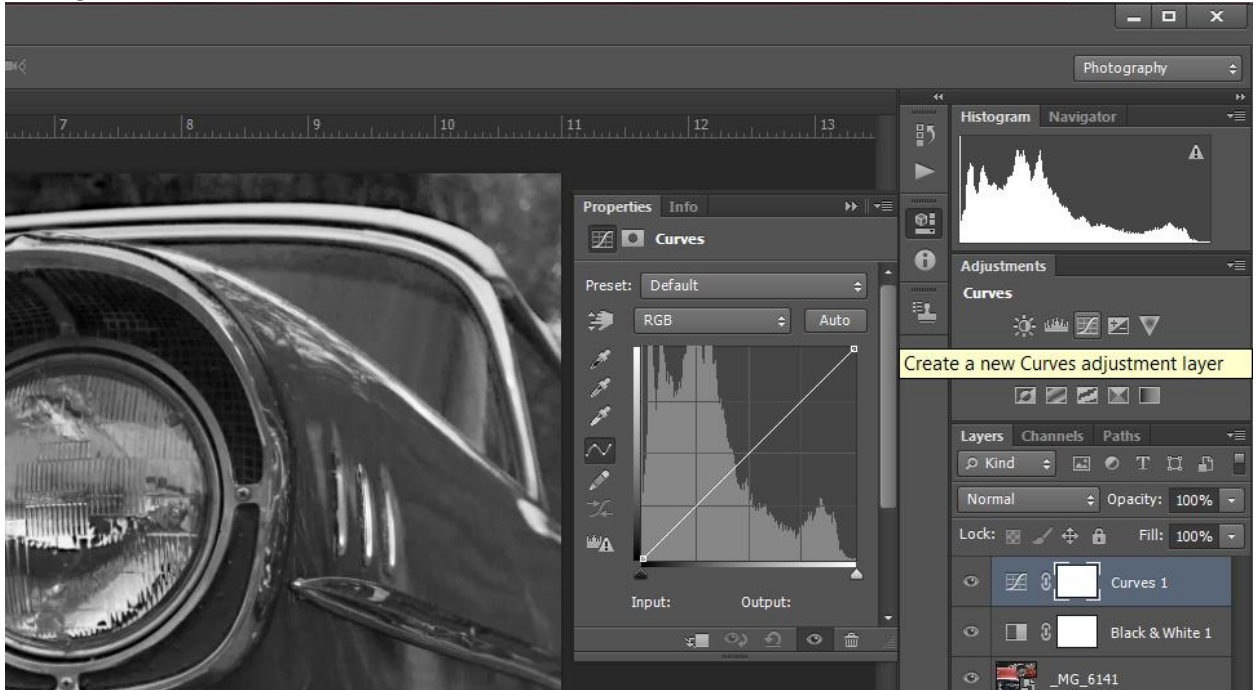 Photography
7 8 9 10 11 12 13
Histogram Navigator
Properties Info
Curves
Adjustments
Curves
Preset: Default
RGB Auto
Create a new Curves adjustment layer
Layers Channels Paths
Kind
Normal Opacity: 100%
Lock: Fill: 100%
Curves 1
Input: Output:
Black & White 1
_MG_6141